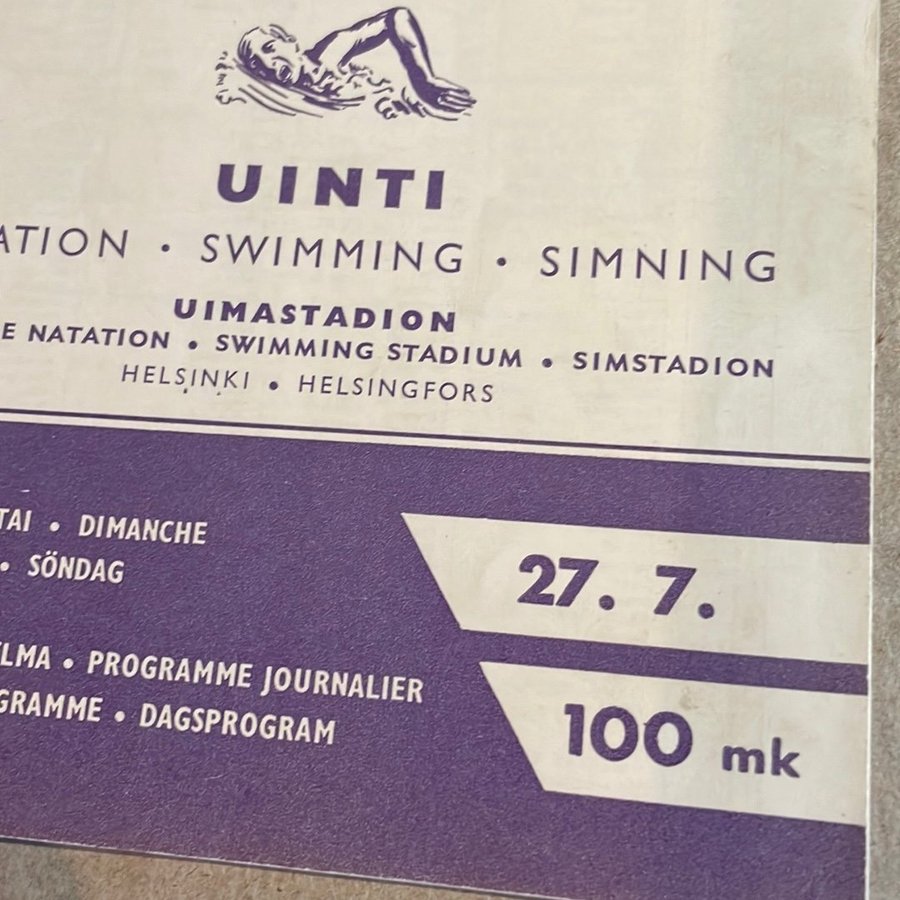 UINTI
ATION • SWIMMING • SIMNING
UIMASTADION
E NATATION • SWIMMING STADIUM • SIMSTADION
HELSINKI • HELSINGFORS
TAI • DIMANCHE
• SÖNDAG
27. 7.
LMA • PROGRAMME JOURNALIER
GRAMME • DAGSPROGRAM
100 mk